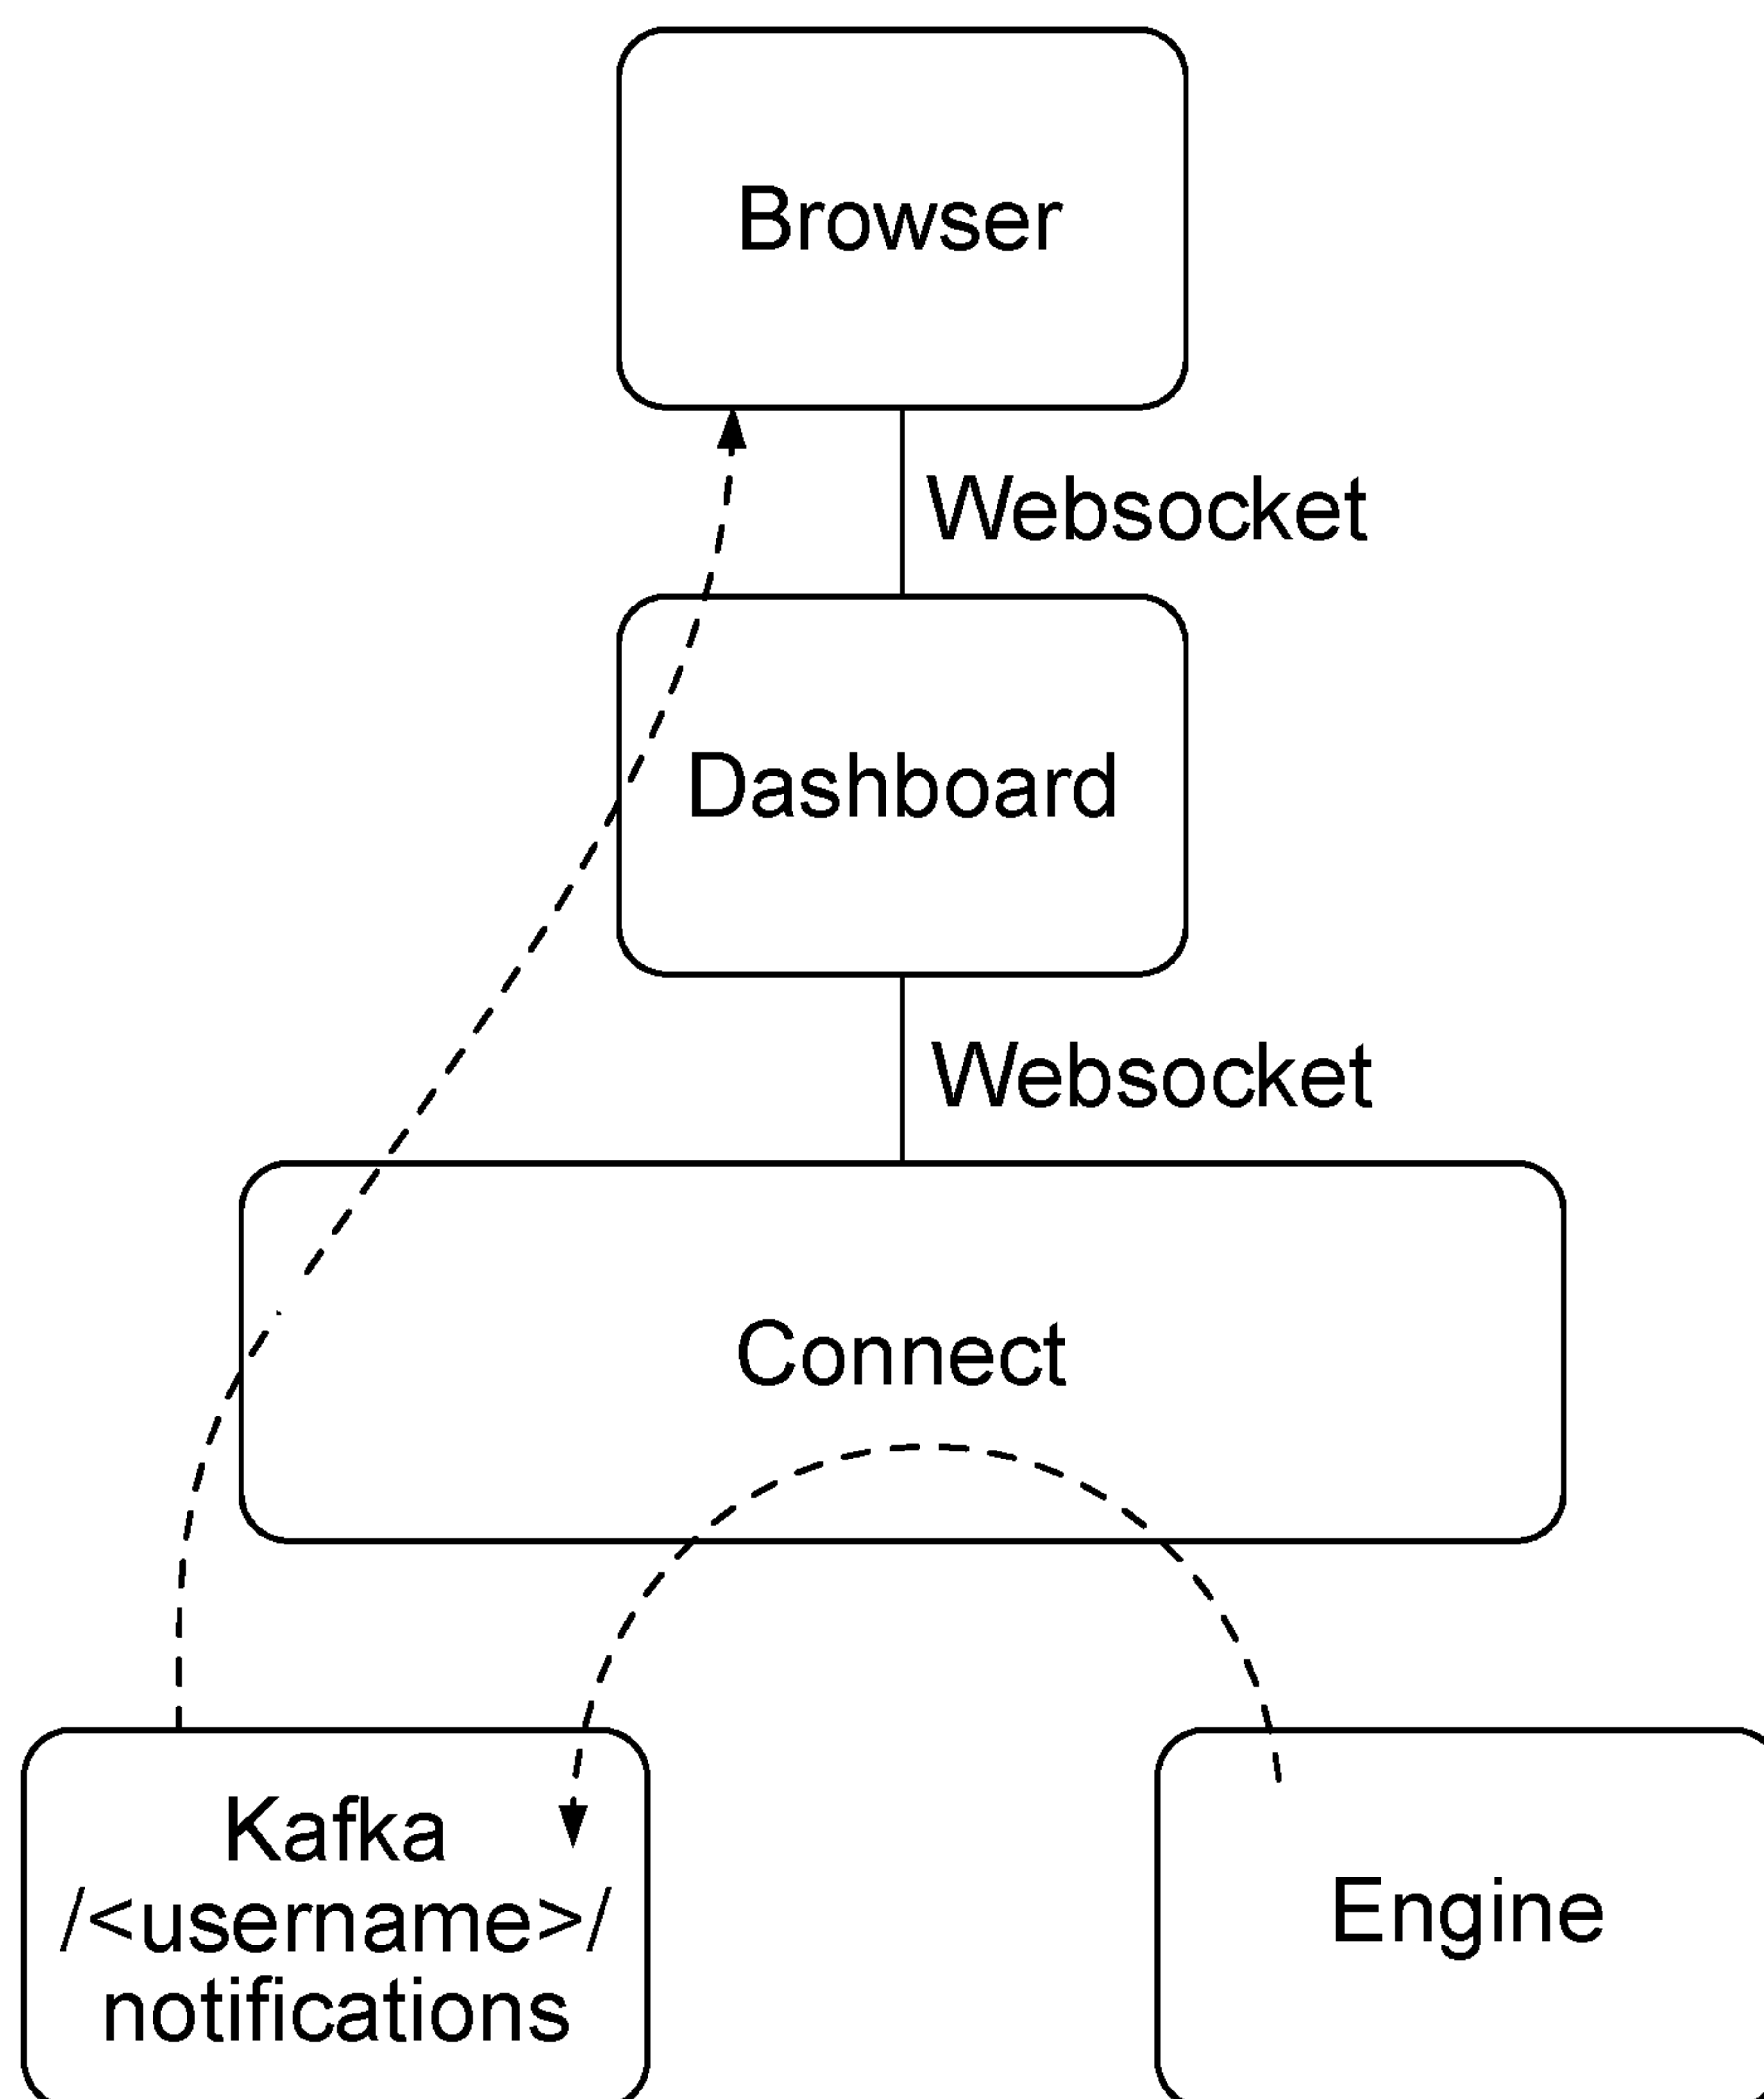 Browser
Websocket
Dashboard
Websocket
Connect
Kafka
/<username>/
notifications
Engine